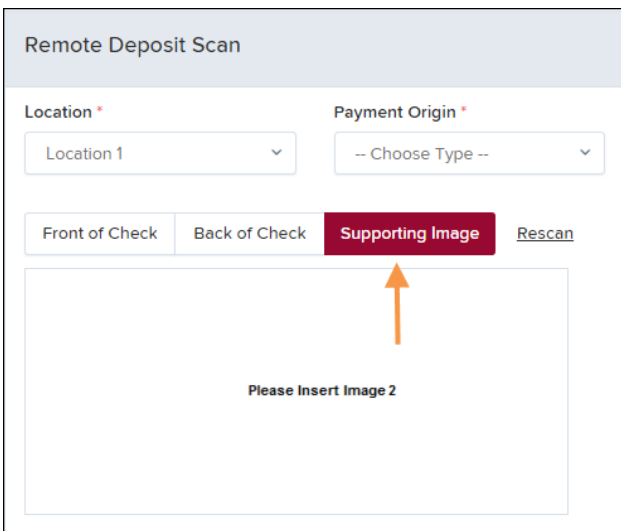 Remote Deposit Scan
Location * Payment Origin *
Location 1 -- Choose Type --
Front of Check Back of Check Supporting Image Rescan
Please Insert Image 2